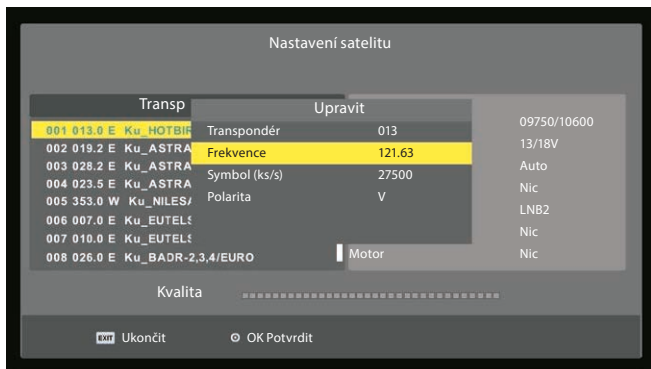 Nastavení satelitu
Transp
Upravit
001 013.0 E Ku_HOTBIR
002 019.2 E Ku_ASTRA
003 028.2 E Ku_ASTRA
004 023.5 E Ku_ASTRA
005 353.0 W Ku_NILESA
006 007.0 E Ku_EUTELS
007 010.0 E Ku_EUTELS
008 026.0 E Ku_BADR-2,3,4/EURO
Transpondér 013
Frekvence 121.63
Symbol (ks/s) 27500
Polarita V
09750/10600
13/18V
Auto
Nic
LNB2
Nic
Motor Nic
Kvalita
EXIT Ukončit
OK Potvrdit